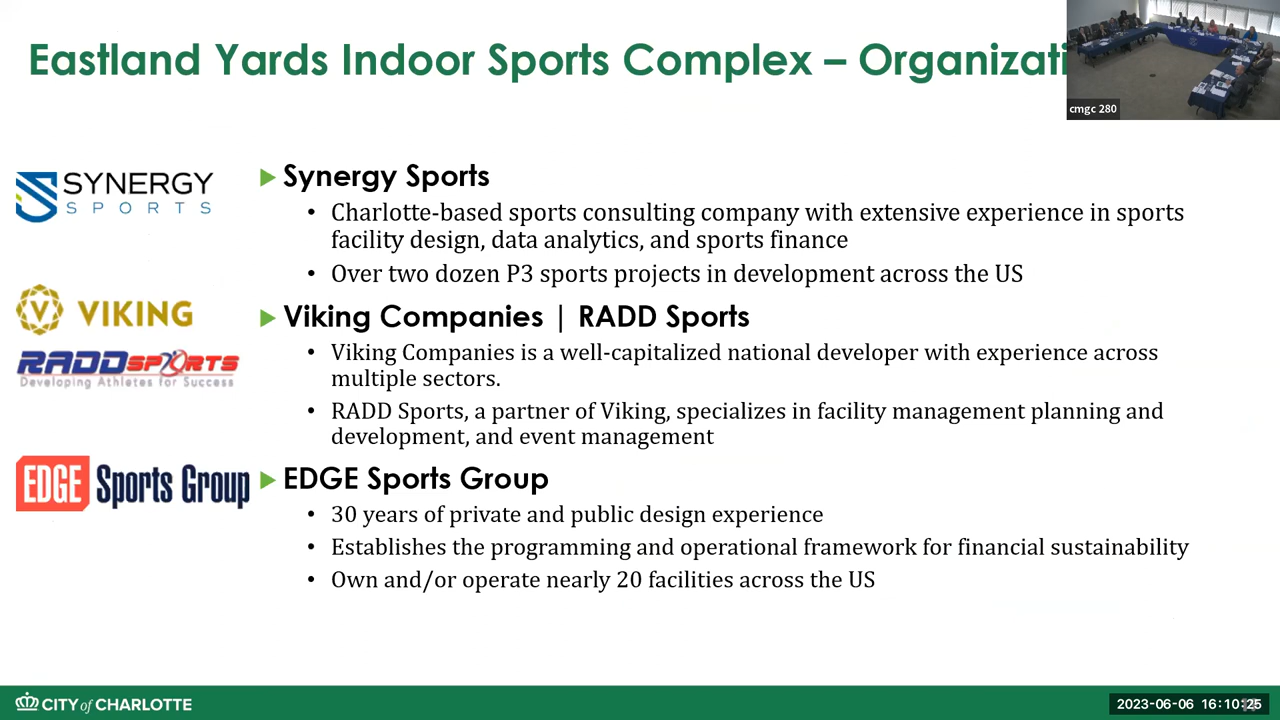 Eastland Yards Indoor Sports Complex – Organizati
cmgc 280
SYNERGY
SPORTS
Synergy Sports
• Charlotte-based sports consulting company with extensive experience in sports
facility design, data analytics, and sports finance
• Over two dozen P3 sports projects in development across the US
VIKING
Viking Companies | RADD Sports
RADDSPORTS
Developing Athletes for Success
• Viking Companies is a well-capitalized national developer with experience across
multiple sectors.
• RADD Sports, a partner of Viking, specializes in facility management planning and
development, and event management
EDGE Sports Group
EDGE Sports Group
• 30 years of private and public design experience
• Establishes the programming and operational framework for financial sustainability
• Own and/or operate nearly 20 facilities across the US
CITY of CHARLOTTE
2023-06-06 16:10:25